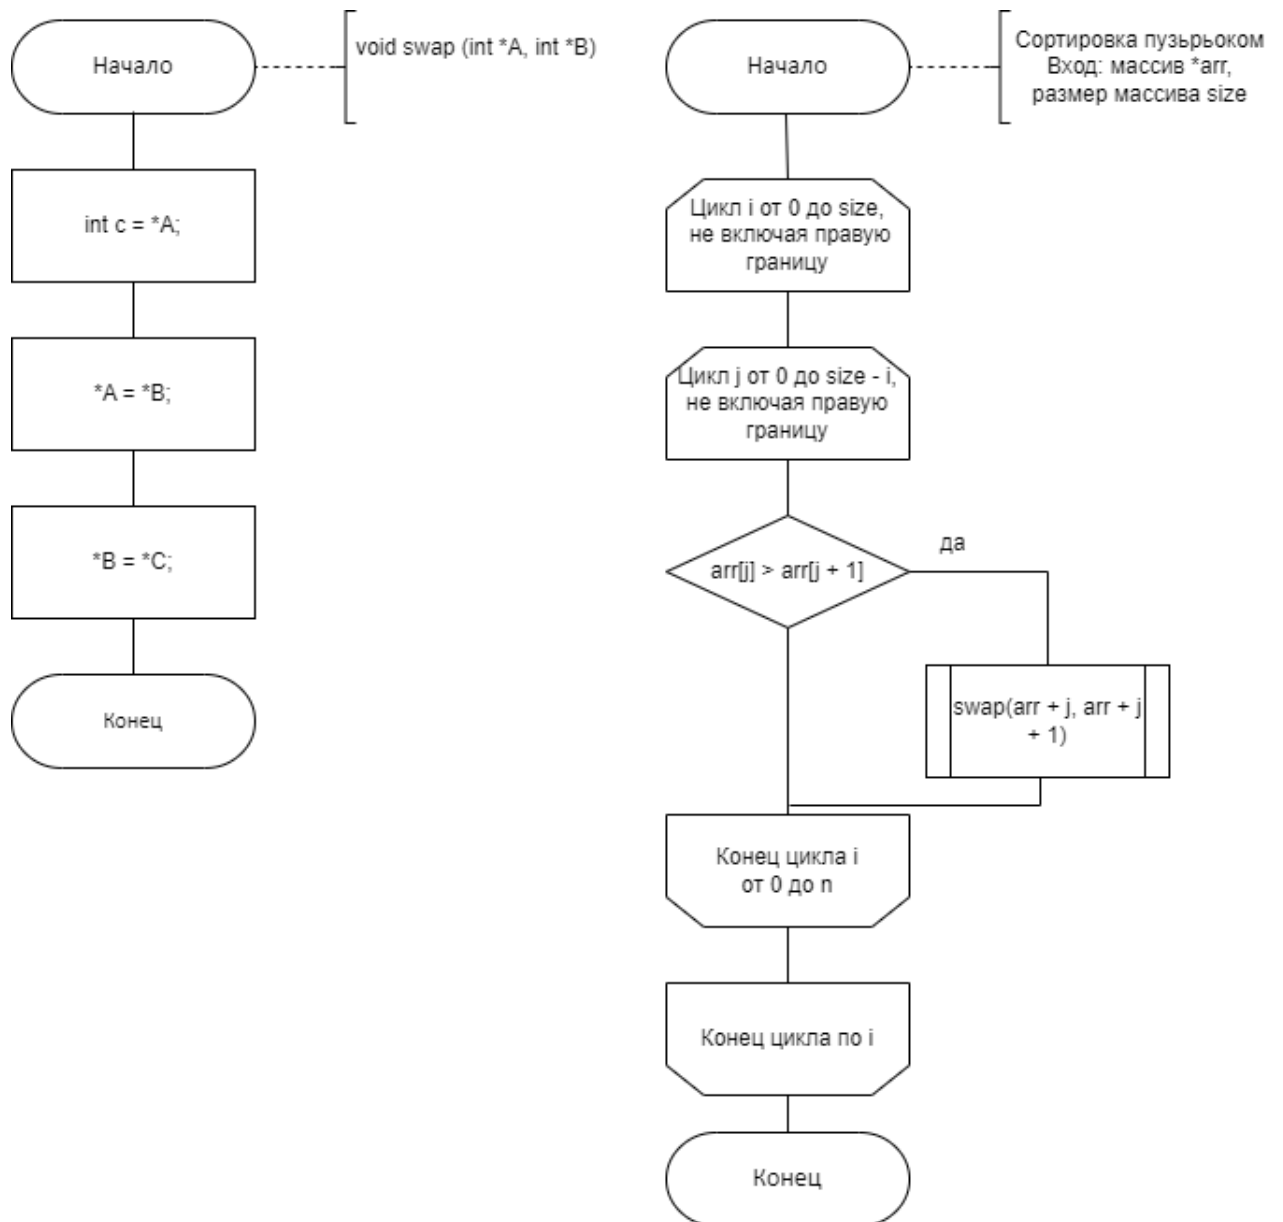 Начало
void swap (int *A, int *B)
int c = *A;
*A = *B;
*B = *C;
Конец
Начало
Сортировка пузырьоком
Вход: массив *arr,
размер массива size
Цикл i от 0 до size,
не включая правую
границу
Цикл j от 0 до size - i,
не включая правую
границу
arr[j] > arr[j + 1]
да
swap(arr + j, arr + j
+ 1)
Конец цикла i
от 0 до n
Конец цикла по i
Конец